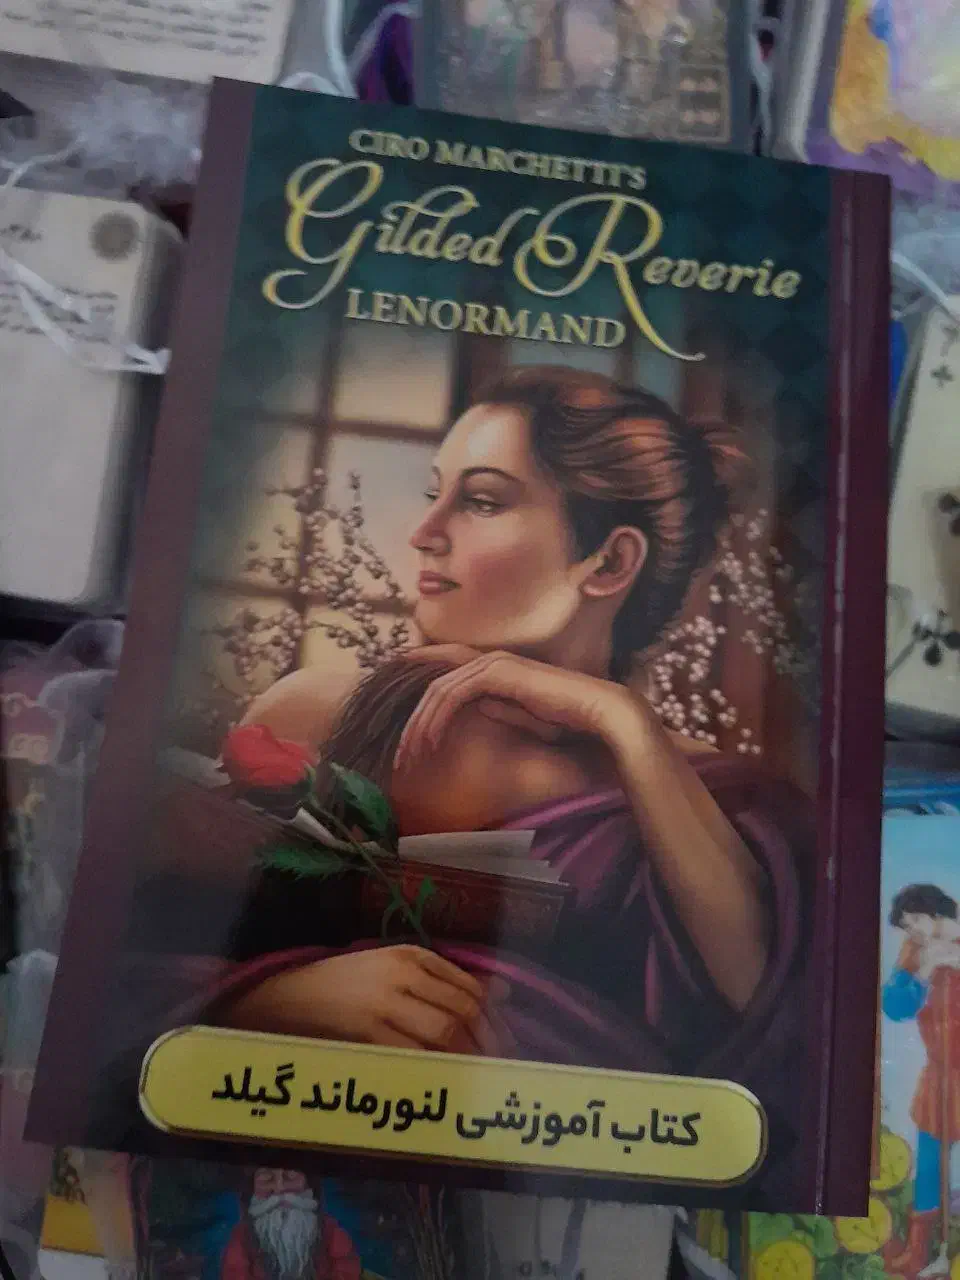 CIRO MARCHETTI'S
Gilded Reverie
LENORMAND
کتاب آموزشی لنورماند گیلد